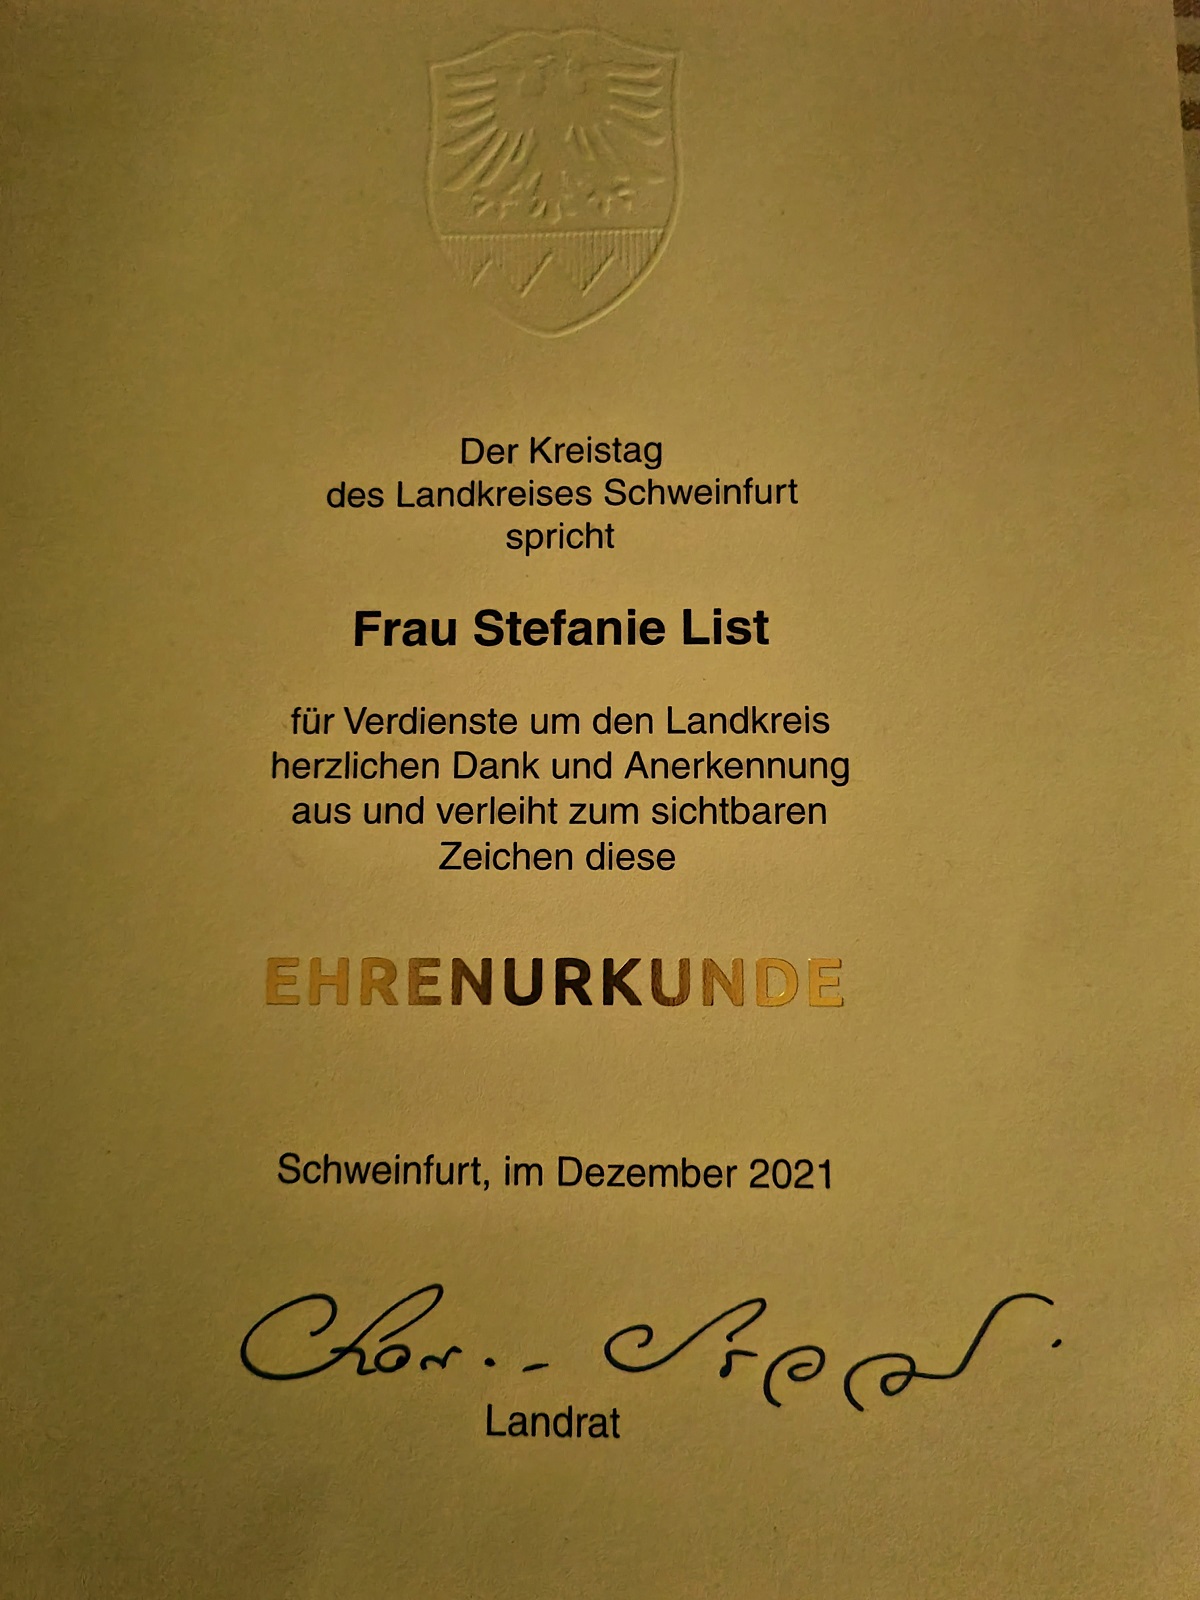 Der Kreistag
des Landkreises Schweinfurt
spricht
Frau Stefanie List
für Verdienste um den Landkreis
herzlichen Dank und Anerkennung
aus und verleiht zum sichtbaren
Zeichen diese
EHRENURKUNDE
Schweinfurt, im Dezember 2021
Landrat